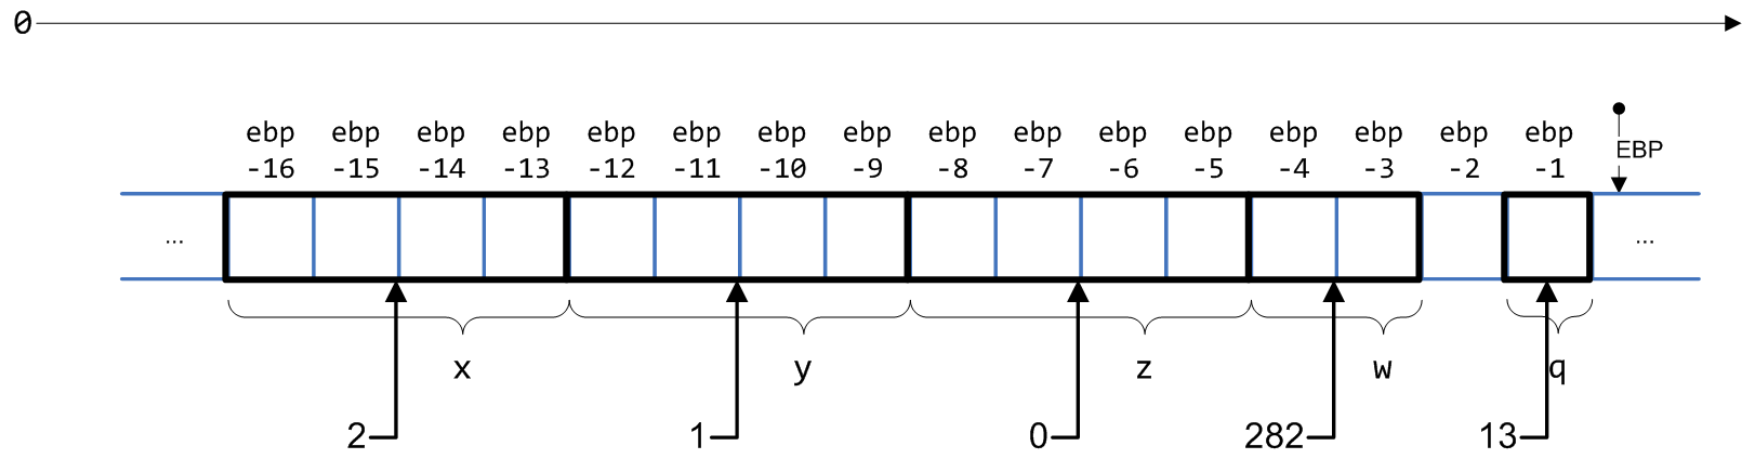 0
ebp ebp ebp ebp ebp ebp ebp ebp ebp ebp ebp ebp ebp ebp ebp ebp
-16 -15 -14 -13 -12 -11 -10 -9 -8 -7 -6 -5 -4 -3 -2 -1
EBP
... ...
x y z w q
2 1 0 282 13